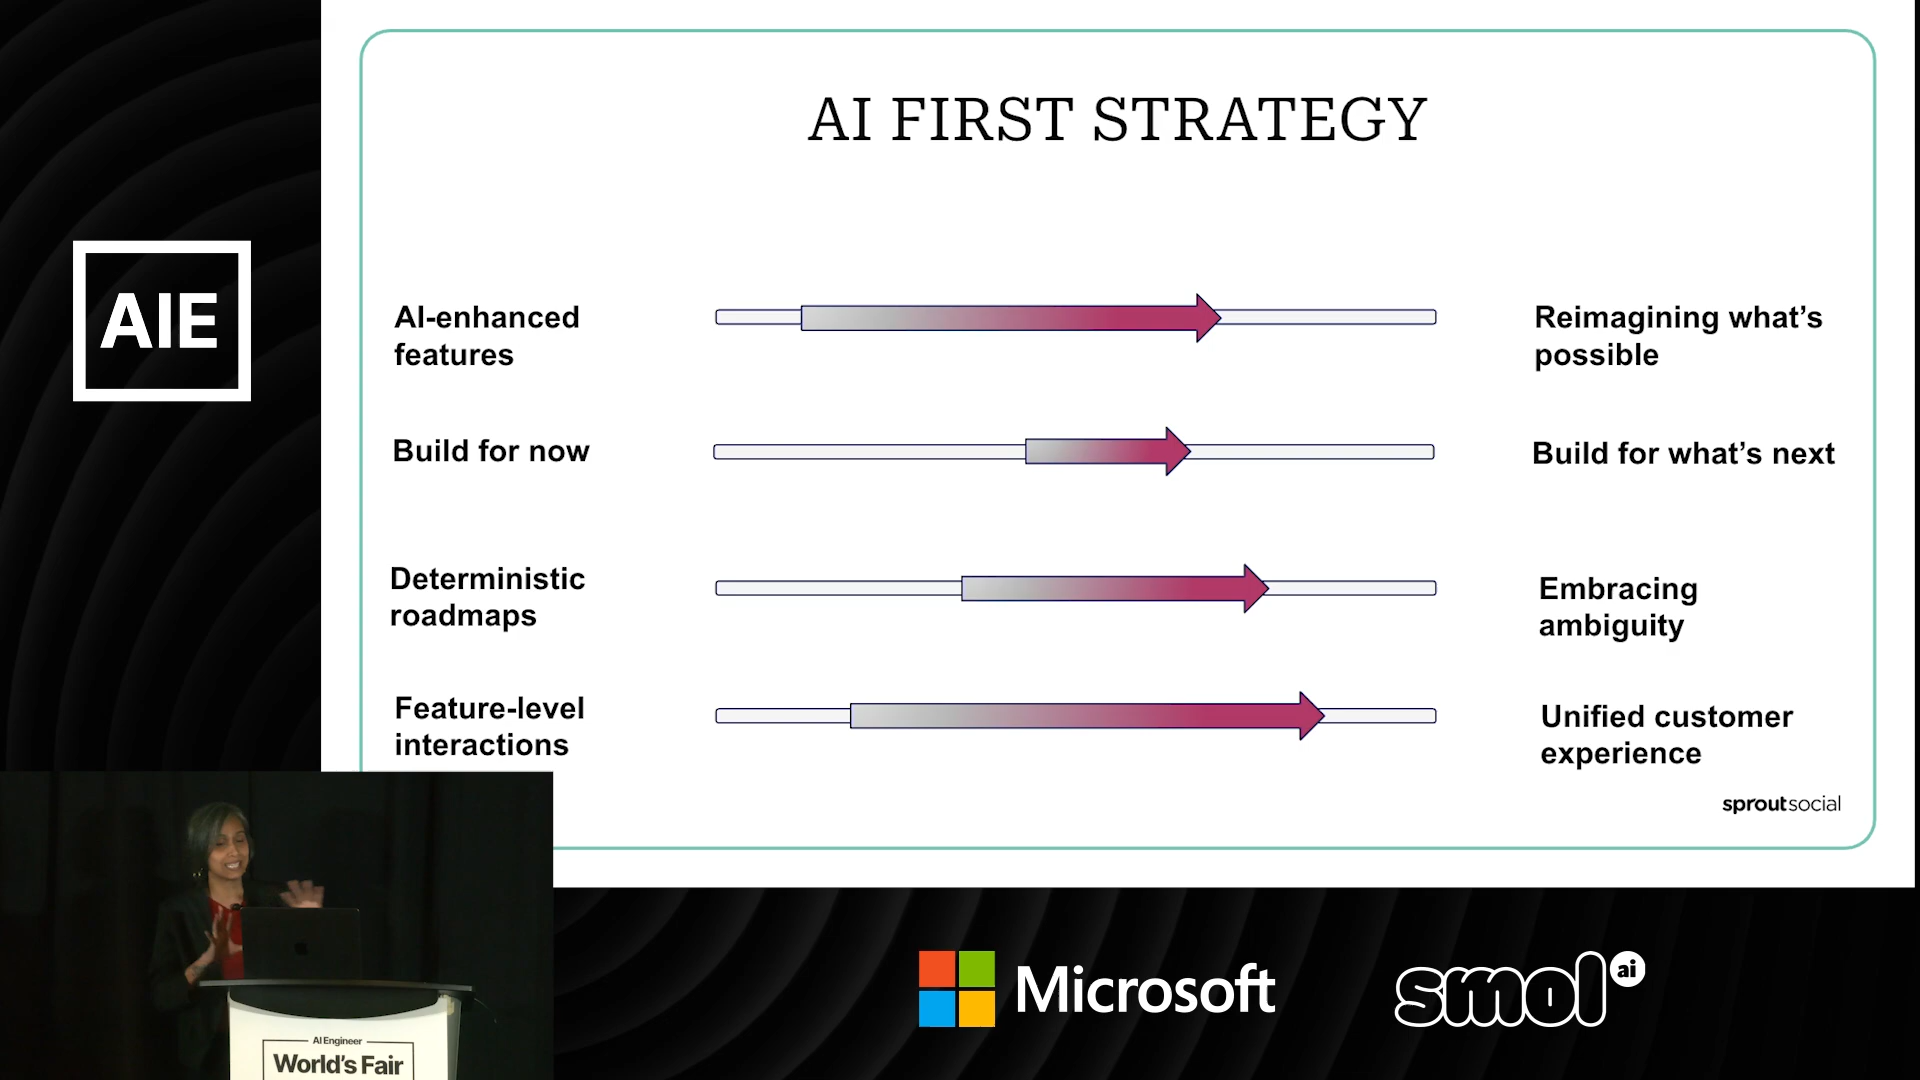 AI FIRST STRATEGY
AIE
AI-enhanced
features
Reimagining what’s
possible
Build for now
Build for what’s next
Deterministic
roadmaps
Embracing
ambiguity
Feature-level
interactions
Unified customer
experience
sproutsocial
Microsoft
smol ai
AI Engineer
World’s Fair